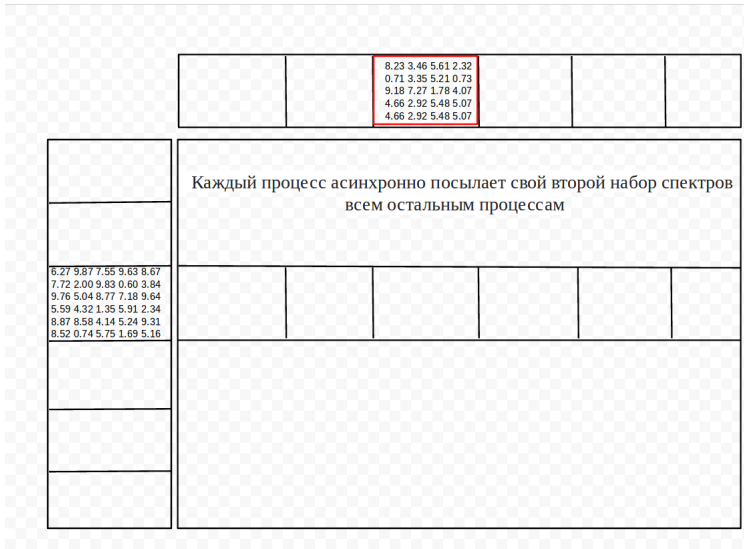 8.23 3.46 5.61 2.32
0.71 3.35 5.21 0.73
9.18 7.27 1.78 4.07
4.66 2.92 5.48 5.07
4.66 2.92 5.48 5.07
Каждый процесс асинхронно посылает свой второй набор спектров
всем остальным процессам
6.27 9.87 7.55 9.63 8.67
7.72 2.00 9.83 0.60 3.84
9.76 5.04 8.77 7.18 9.64
5.59 4.32 1.35 5.91 2.34
8.87 8.58 4.14 5.24 9.31
8.52 0.74 5.75 1.69 5.16